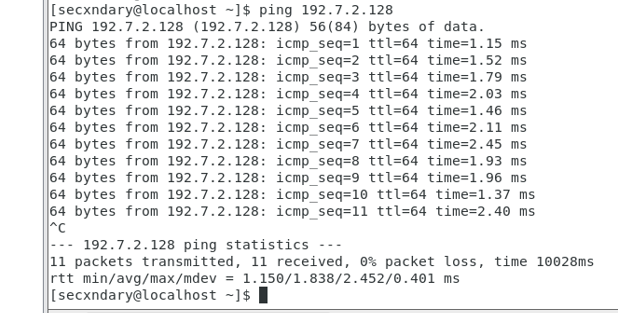 [secxndary@localhost ~]$ ping 192.7.2.128
PING 192.7.2.128 (192.7.2.128) 56(84) bytes of data.
64 bytes from 192.7.2.128: icmp_seq=1 ttl=64 time=1.15 ms
64 bytes from 192.7.2.128: icmp_seq=2 ttl=64 time=1.52 ms
64 bytes from 192.7.2.128: icmp_seq=3 ttl=64 time=1.79 ms
64 bytes from 192.7.2.128: icmp_seq=4 ttl=64 time=2.03 ms
64 bytes from 192.7.2.128: icmp_seq=5 ttl=64 time=1.46 ms
64 bytes from 192.7.2.128: icmp_seq=6 ttl=64 time=2.11 ms
64 bytes from 192.7.2.128: icmp_seq=7 ttl=64 time=2.45 ms
64 bytes from 192.7.2.128: icmp_seq=8 ttl=64 time=1.93 ms
64 bytes from 192.7.2.128: icmp_seq=9 ttl=64 time=1.96 ms
64 bytes from 192.7.2.128: icmp_seq=10 ttl=64 time=1.37 ms
64 bytes from 192.7.2.128: icmp_seq=11 ttl=64 time=2.40 ms
^C
--- 192.7.2.128 ping statistics ---
11 packets transmitted, 11 received, 0% packet loss, time 10028ms
rtt min/avg/max/mdev = 1.150/1.838/2.452/0.401 ms
[secxndary@localhost ~]$